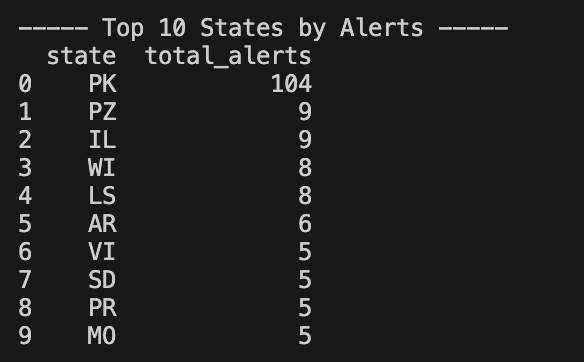 ----- Top 10 States by Alerts -----
  state  total_alerts
0    PK           104
1    PZ             9
2    IL             9
3    WI             8
4    LS             8
5    AR             6
6    VI             5
7    SD             5
8    PR             5
9    MO             5